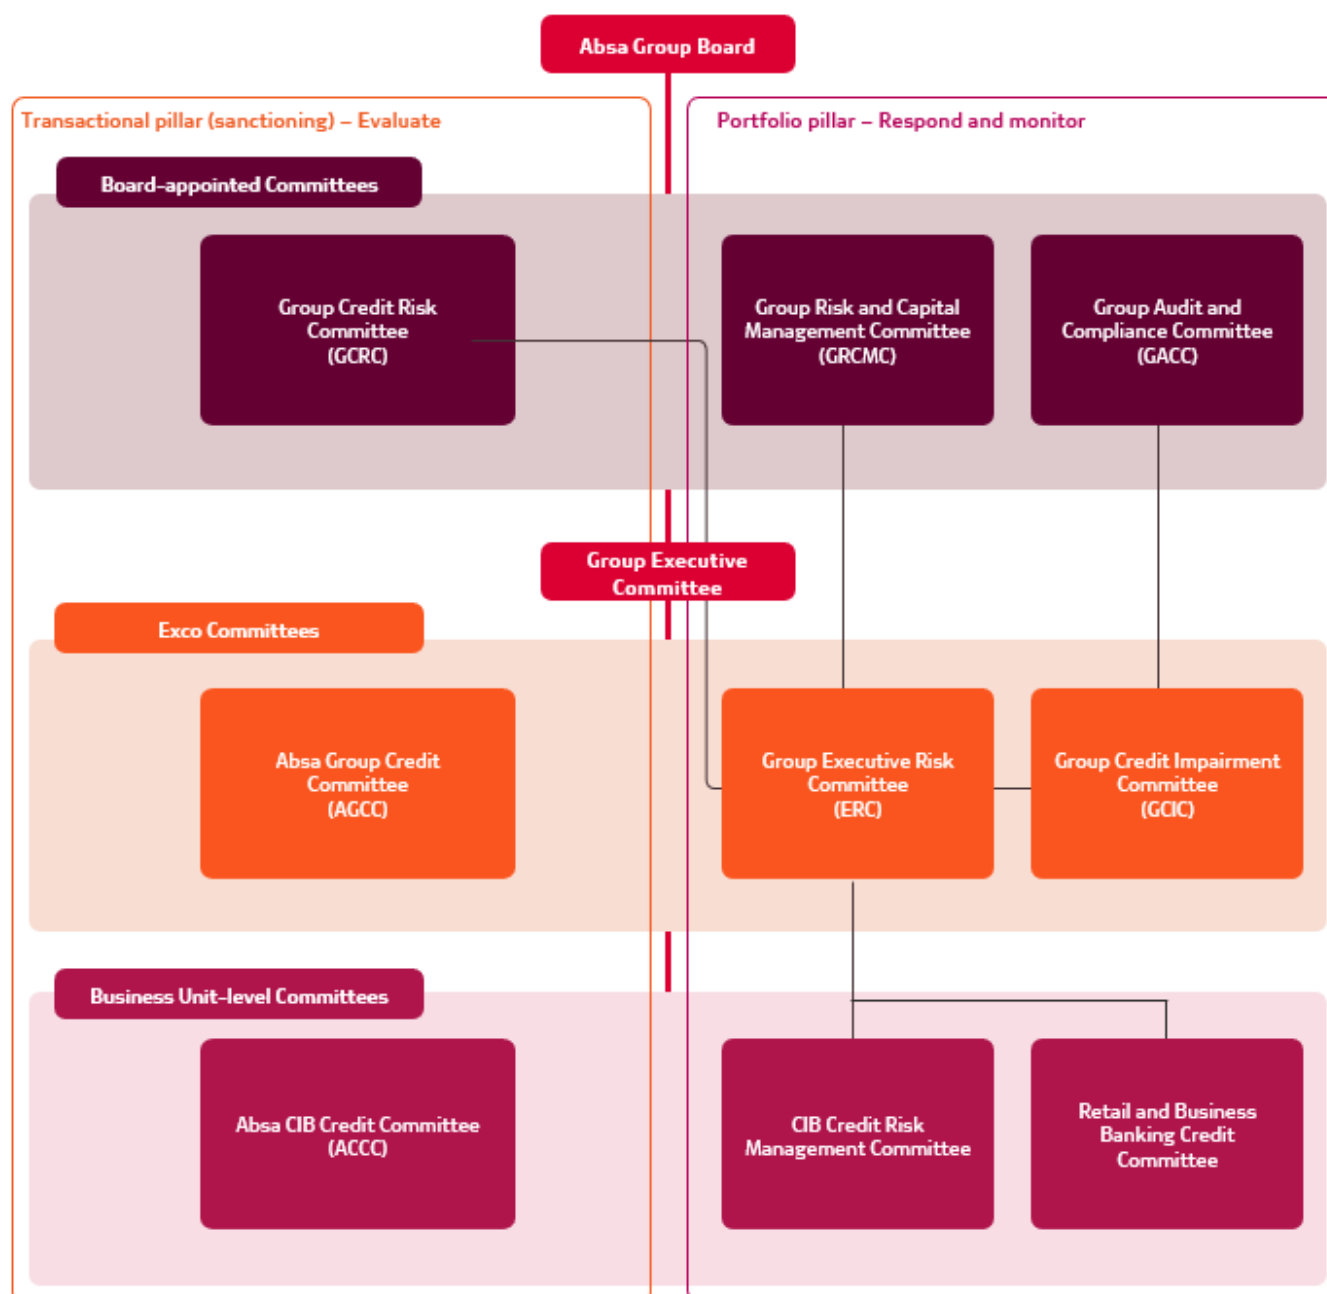 Absa Group Board
Transactional pillar (sanctioning) – Evaluate
Portfolio pillar – Respond and monitor
Board-appointed Committees
Group Credit Risk
Committee
(GCRC)
Group Risk and Capital
Management Committee
(GRCMC)
Group Audit and
Compliance Committee
(GACC)
Group Executive
Committee
Exco Committees
Absa Group Credit
Committee
(AGCC)
Group Executive Risk
Committee
(ERC)
Group Credit Impairment
Committee
(GCIC)
Business Unit-level Committees
Absa CIB Credit Committee
(ACCC)
CIB Credit Risk
Management Committee
Retail and Business
Banking Credit
Committee